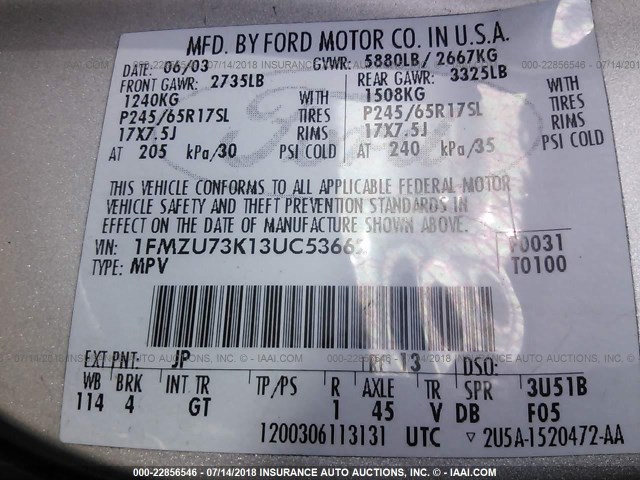 MFD. BY FORD MOTOR CO. IN U.S.A.
DATE: 06/03 GVWR: 5880LB/ 2667KG
FRONT GAWR: 2735LB REAR GAWR: 3325LB
1240KG WITH 1508KG WITH
P245/65R17SL TIRES P245/65R17SL TIRES
17X7.5J RIMS 17X7.5J RIMS
AT 205 kPa/30 PSI COLD AT 240 kPa/35 PSI COLD
Ford
THIS VEHICLE CONFORMS TO ALL APPLICABLE FEDERAL MOTOR
VEHICLE SAFETY AND THEFT PREVENTION STANDARDS IN
EFFECT ON THE DATE OF MANUFACTURE SHOWN ABOVE.
VIN: 1FMZU73K13UC5366 F0031
TYPE: MPV T0100
EXT PNT: JP RF: 13 DSO:
WB BRK INT TR TP/PS R AXLE TR SPR 3U51B
114 4 GT 1 45 V DB F05
1200306113131 UTC ▽ 2U5A-1520472-AA
000-22856546 - 07/14/2018 INSURANCE AUTO AUCTIONS, INC. - IAAI.COM